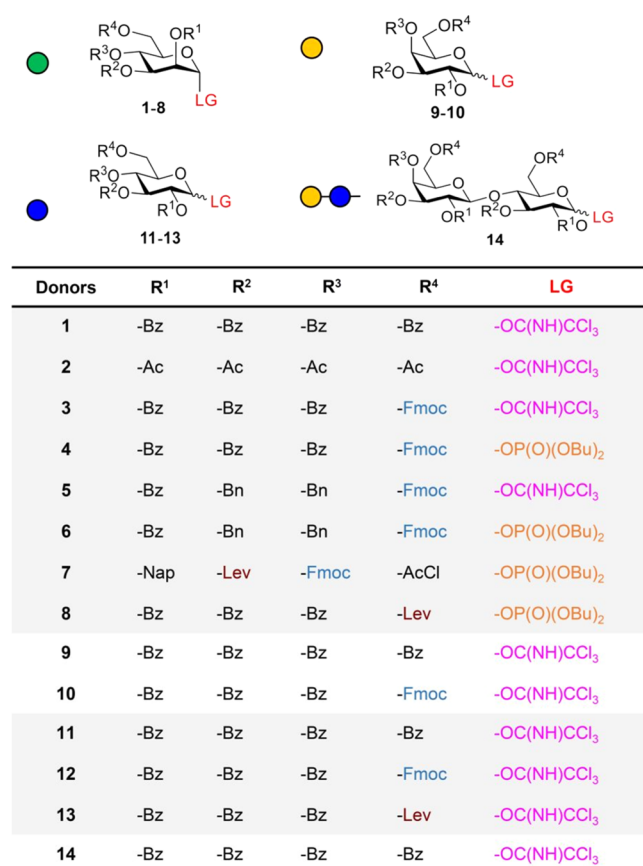 R⁴O R¹
R³O O
R²O
LG
1-8
R³O OR⁴
O
R²O R¹O LG
9-10
R⁴O
R³O O
R²O R¹O LG
11-13
R³O OR⁴ OR⁴
O O O
R²O OR¹ R²O R¹O LG
14
Donors R¹ R² R³ R⁴ LG
1 -Bz -Bz -Bz -Bz -OC(NH)CCl₃
2 -Ac -Ac -Ac -Ac -OC(NH)CCl₃
3 -Bz -Bz -Bz -Fmoc -OC(NH)CCl₃
4 -Bz -Bz -Bz -Fmoc -OP(O)(OBu)₂
5 -Bz -Bn -Bn -Fmoc -OC(NH)CCl₃
6 -Bz -Bn -Bn -Fmoc -OP(O)(OBu)₂
7 -Nap -Lev -Fmoc -AcCl -OP(O)(OBu)₂
8 -Bz -Bz -Bz -Lev -OP(O)(OBu)₂
9 -Bz -Bz -Bz -Bz -OC(NH)CCl₃
10 -Bz -Bz -Bz -Fmoc -OC(NH)CCl₃
11 -Bz -Bz -Bz -Bz -OC(NH)CCl₃
12 -Bz -Bz -Bz -Fmoc -OC(NH)CCl₃
13 -Bz -Bz -Bz -Lev -OC(NH)CCl₃
14 -Bz -Bz -Bz -Bz -OC(NH)CCl₃